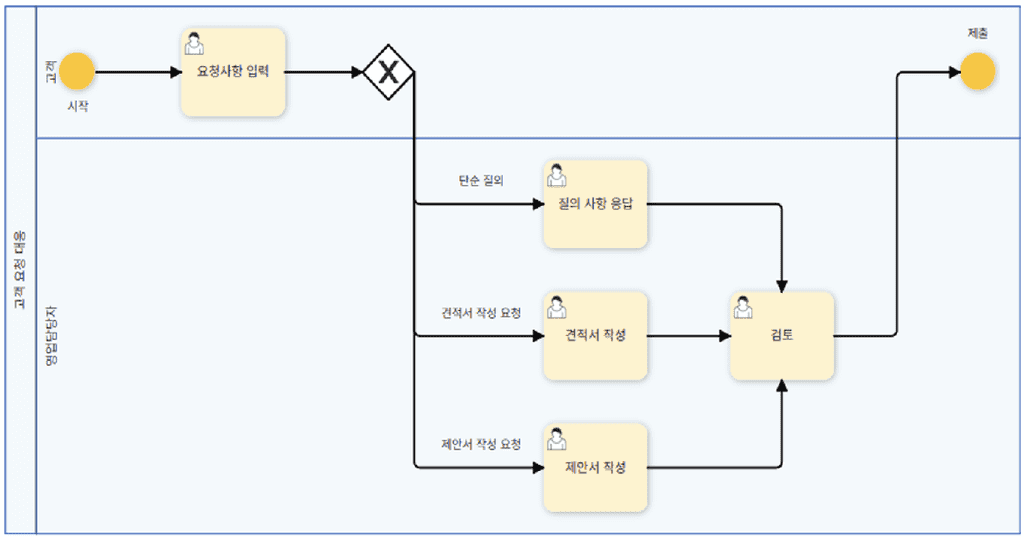 고객 요청 대응
고객
시작
요청사항 입력
X
제출
영업담당자
단순 질의
질의 사항 응답
견적서 작성 요청
견적서 작성
검토
제안서 작성 요청
제안서 작성